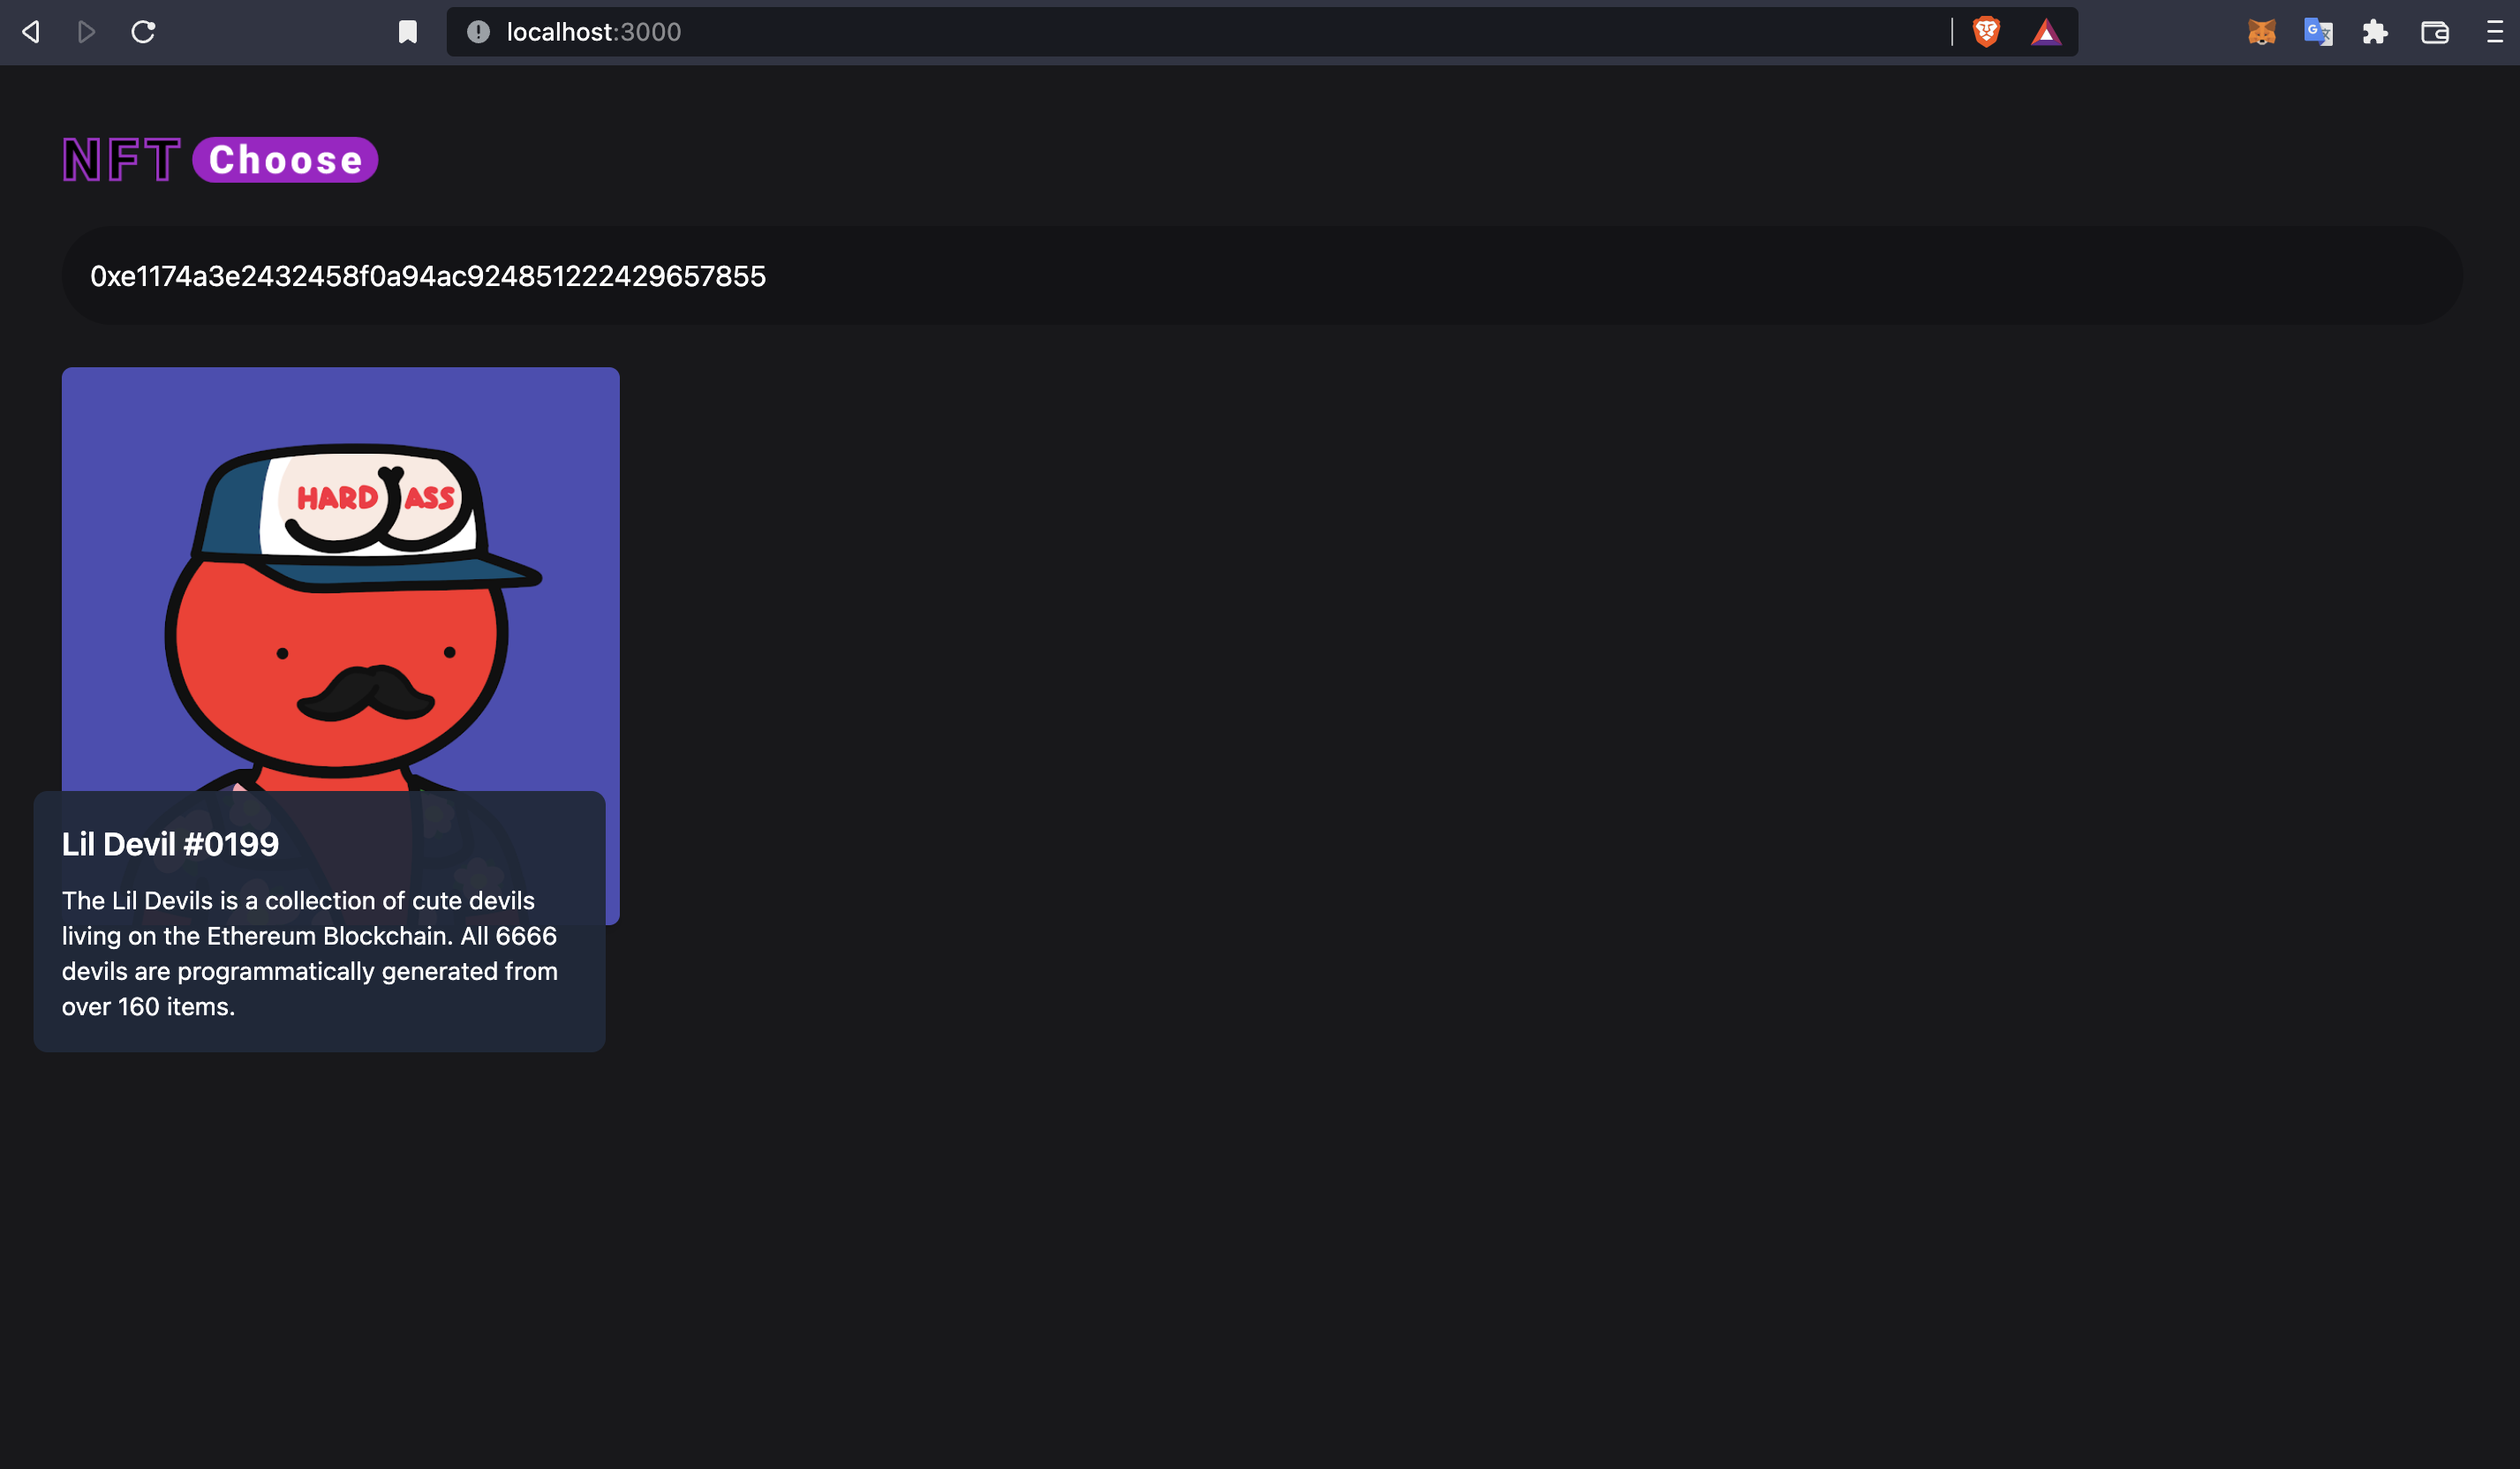 localhost:3000
NFT Choose
0xe1174a3e2432458f0a94ac924851222429657855
HARD ASS
Lil Devil #0199
The Lil Devils is a collection of cute devils
living on the Ethereum Blockchain. All 6666
devils are programmatically generated from
over 160 items.